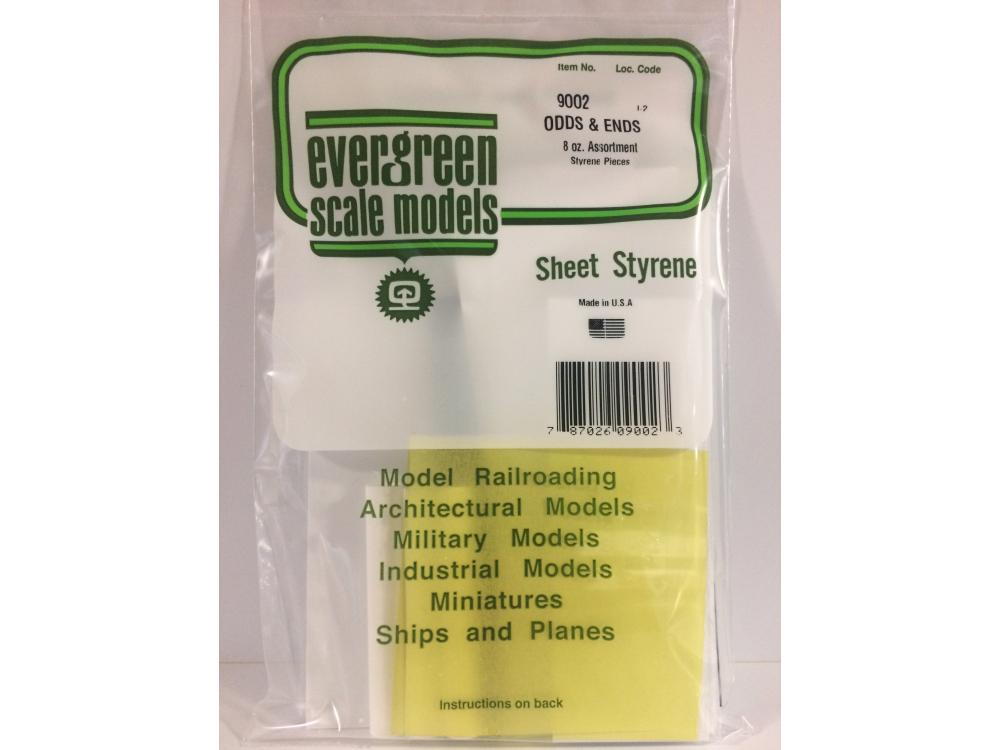 Item No. Loc. Code
9002
ODDS & ENDS
8 oz. Assortment
Styrene Pieces
evergreen
scale models
Sheet Styrene
Made in U.S.A
7 87026 09002 3
Model Railroading
Architectural Models
Military Models
Industrial Models
Miniatures
Ships and Planes
Instructions on back